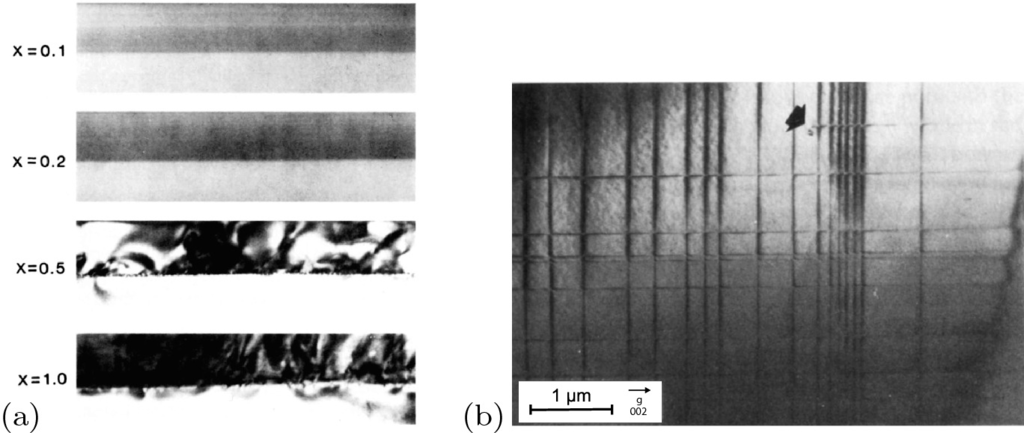 x = 0.1
x = 0.2
x = 0.5
x = 1.0
(a)
(b)
1 μm
g
002